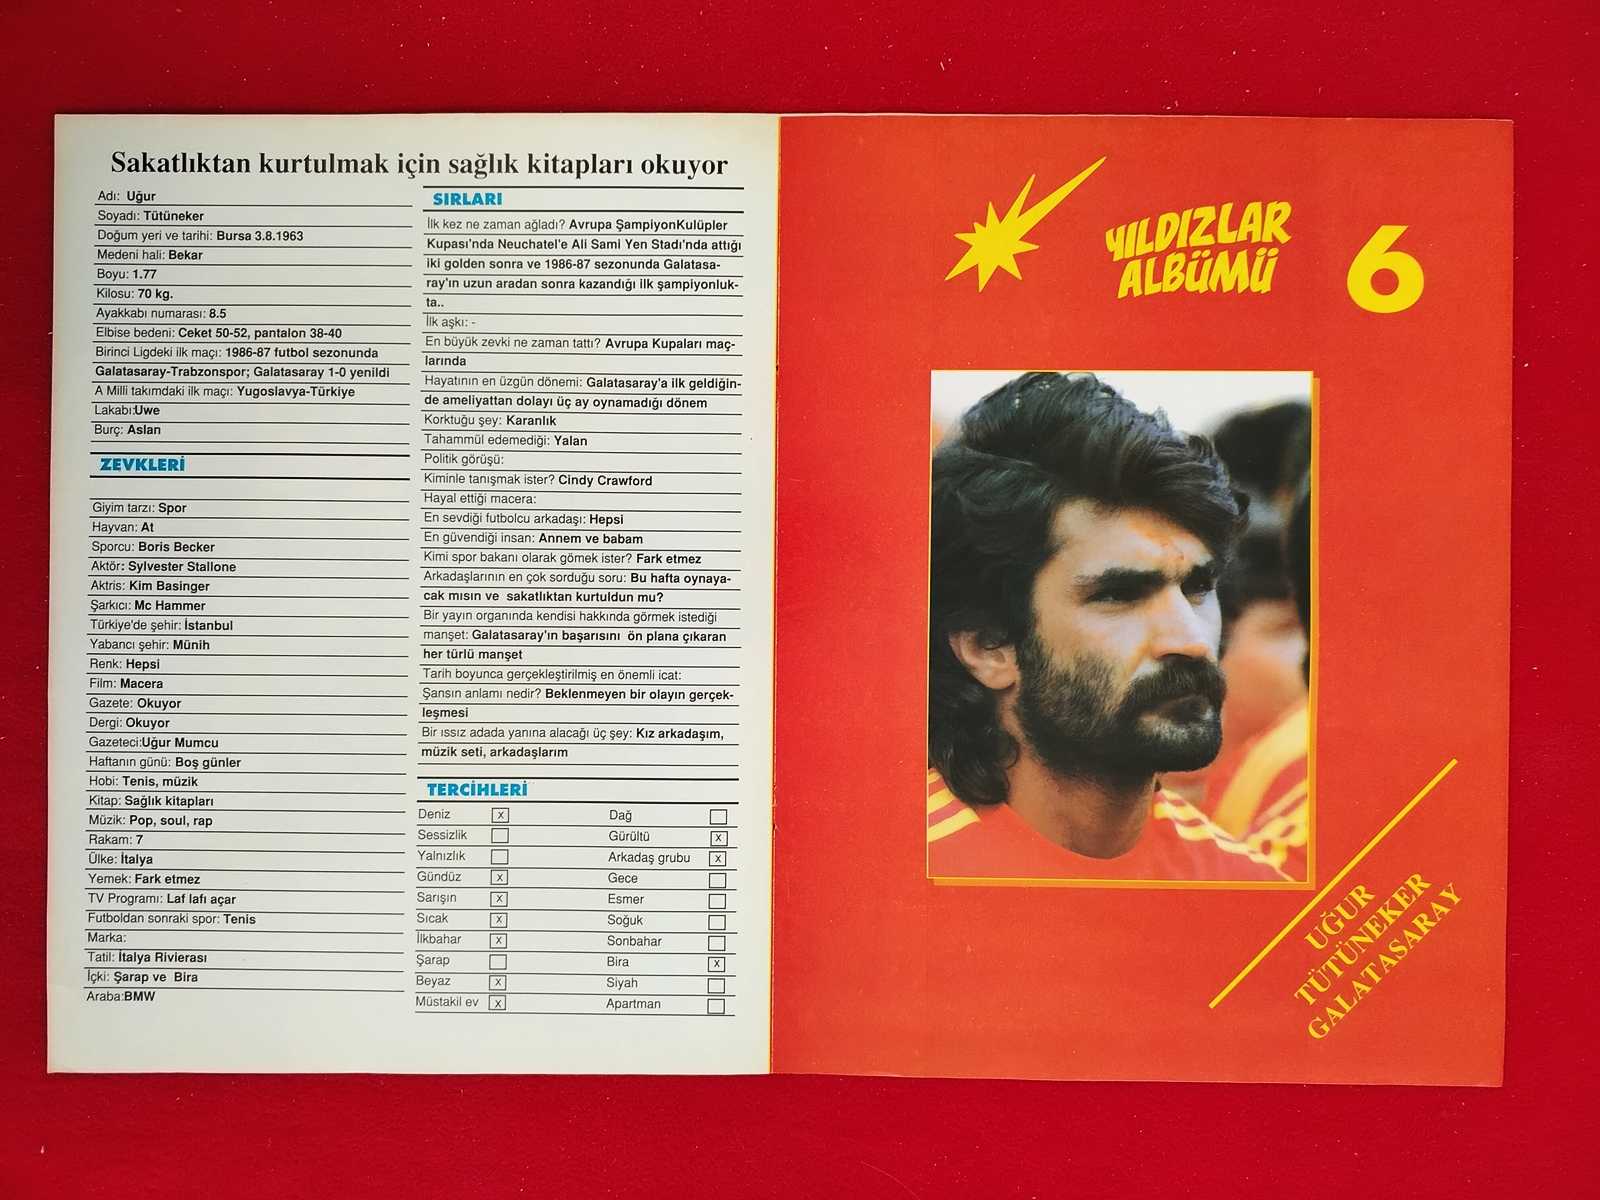 Sakatlıktan kurtulmak için sağlık kitapları okuyor
Adı: Uğur
Soyadı: Tütüneker
Doğum yeri ve tarihi: Bursa 3.8.1963
Medeni hali: Bekar
Boyu: 1.77
Kilosu: 70 kg.
Ayakkabı numarası: 8.5
Elbise bedeni: Ceket 50-52, pantalon 38-40
Birinci Ligdeki ilk maçı: 1986-87 futbol sezonunda
Galatasaray-Trabzonspor; Galatasaray 1-0 yenildi
A Milli takımdaki ilk maçı: Yugoslavya-Türkiye
Lakabı:Uwe
Burç: Aslan
ZEVKLERİ
Giyim tarzı: Spor
Hayvan: At
Sporcu: Boris Becker
Aktör: Sylvester Stallone
Aktris: Kim Basinger
Şarkıcı: Mc Hammer
Türkiye'de şehir: İstanbul
Yabancı şehir: Münih
Renk: Hepsi
Film: Macera
Gazete: Okuyor
Dergi: Okuyor
Gazeteci:Uğur Mumcu
Haftanın günü: Boş günler
Hobi: Tenis, müzik
Kitap: Sağlık kitapları
Müzik: Pop, soul, rap
Rakam: 7
Ülke: İtalya
Yemek: Fark etmez
TV Programı: Laf lafı açar
Futboldan sonraki spor: Tenis
Marka:
Tatil: İtalya Rivierası
İçki: Şarap ve Bira
Araba:BMW
SIRLARI
İlk kez ne zaman ağladı? Avrupa ŞampiyonKulüpler
Kupası'nda Neuchatel'e Ali Sami Yen Stadı'nda attığı
iki golden sonra ve 1986-87 sezonunda Galatasa-
ray'ın uzun aradan sonra kazandığı ilk şampiyonluk-
ta..
İlk aşkı: -
En büyük zevki ne zaman tattı? Avrupa Kupaları maç-
larında
Hayatının en üzgün dönemi: Galatasaray'a ilk geldiğin-
de ameliyattan dolayı üç ay oynamadığı dönem
Korktuğu şey: Karanlık
Tahammül edemediği: Yalan
Politik görüşü:
Kiminle tanışmak ister? Cindy Crawford
Hayal ettiği macera:
En sevdiği futbolcu arkadaşı: Hepsi
En güvendiği insan: Annem ve babam
Kimi spor bakanı olarak gömek ister? Fark etmez
Arkadaşlarının en çok sorduğu soru: Bu hafta oynaya-
cak mısın ve sakatlıktan kurtuldun mu?
Bir yayın organında kendisi hakkında görmek istediği
manşet: Galatasaray'ın başarısını ön plana çıkaran
her türlü manşet
Tarih boyunca gerçekleştirilmiş en önemli icat:
Şansın anlamı nedir? Beklenmeyen bir olayın gerçek-
leşmesi
Bir ıssız adada yanına alacağı üç şey: Kız arkadaşım,
müzik seti, arkadaşlarım
TERCİHLERİ
Deniz x Dağ
Sessizlik Gürültü x
Yalnızlık Arkadaş grubu x
Gündüz x Gece
Sarışın x Esmer
Sıcak x Soğuk
İlkbahar x Sonbahar
Şarap Bira x
Beyaz x Siyah
Müstakil ev x Apartman
YILDIZLAR
ALBÜMÜ
6
UĞUR
TÜTÜNEKER
GALATASARAY